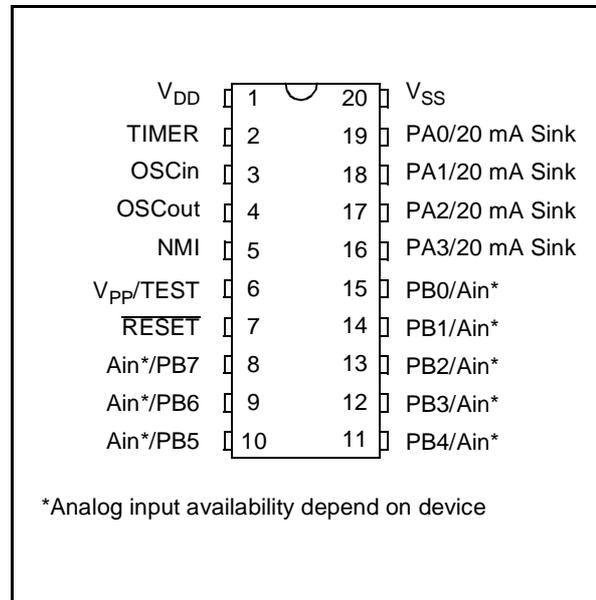 VDD 1 20 VSS
TIMER 2 19 PA0/20 mA Sink
OSCin 3 18 PA1/20 mA Sink
OSCout 4 17 PA2/20 mA Sink
NMI 5 16 PA3/20 mA Sink
VPP/TEST 6 15 PB0/Ain*
RESET 7 14 PB1/Ain*
Ain*/PB7 8 13 PB2/Ain*
Ain*/PB6 9 12 PB3/Ain*
Ain*/PB5 10 11 PB4/Ain*
*Analog input availability depend on device